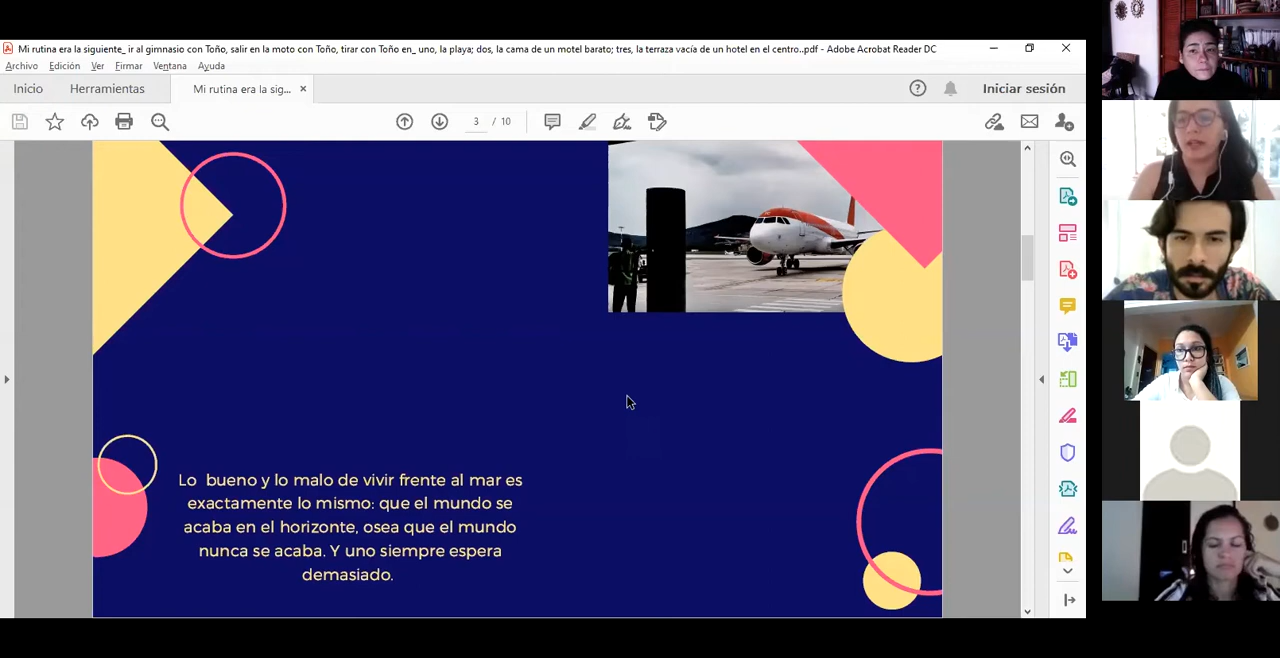 Mi rutina era la siguiente_ ir al gimnasio con Toño, salir en la moto con Toño, tirar con Toño en_ uno, la playa; dos, la cama de un motel barato; tres, la terraza vacía de un hotel en el centro..pdf - Adobe Acrobat Reader DC
Archivo Edición Ver Firmar Ventana Ayuda
Inicio Herramientas Mi rutina era la sig... × Iniciar sesión
3 / 10
Lo bueno y lo malo de vivir frente al mar es
exactamente lo mismo: que el mundo se
acaba en el horizonte, osea que el mundo
nunca se acaba. Y uno siempre espera
demasiado.